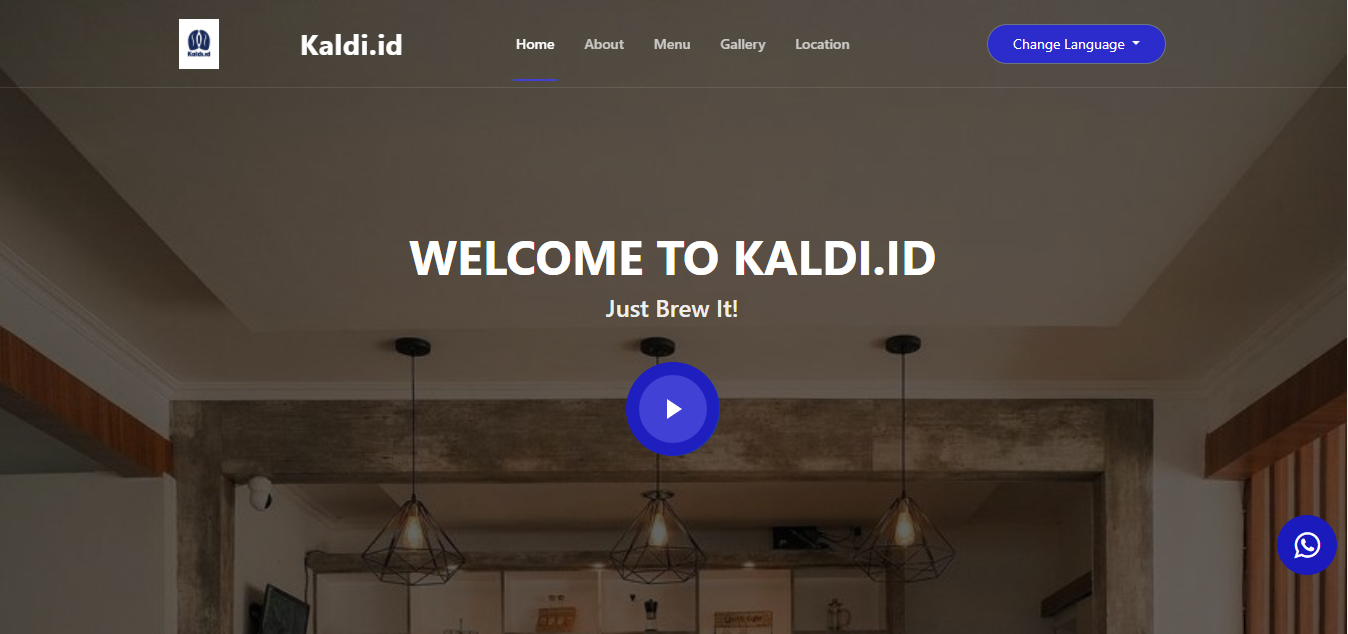 Kaldi.id
Kaldi.id
Home
About
Menu
Gallery
Location
Change Language
WELCOME TO KALDI.ID
Just Brew It!